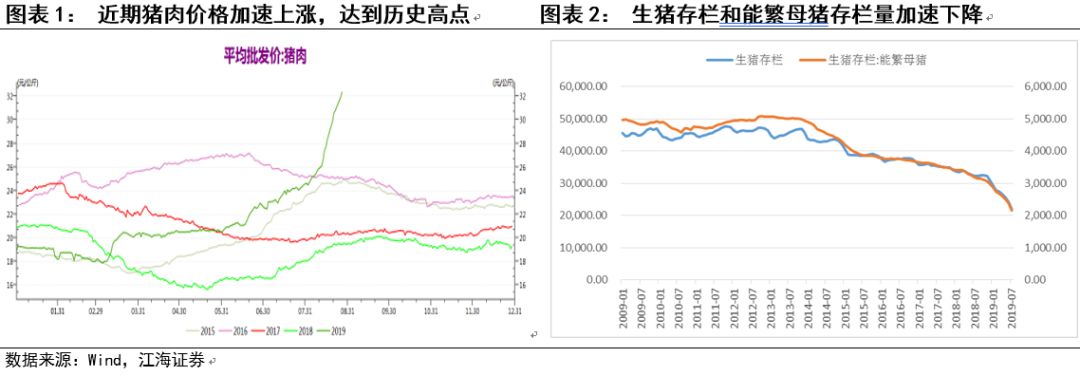 图表 1： 近期猪肉价格加速上涨，达到历史高点
平均批发价:猪肉
(元/公斤) (元/公斤)
32 32
30 30
28 28
26 26
24 24
22 22
20 20
18 18
16 16
01.31 02.29 03.31 04.30 05.31 06.30 07.31 08.31 09.30 10.31 11.30 12.31
2015 2016 2017 2018 2019
图表 2： 生猪存栏和能繁母猪存栏量加速下降
生猪存栏 生猪存栏:能繁母猪
60,000.00 6,000.00
50,000.00 5,000.00
40,000.00 4,000.00
30,000.00 3,000.00
20,000.00 2,000.00
10,000.00 1,000.00
0.00 0.00
2009-01 2009-07 2010-01 2010-07 2011-01 2011-07 2012-01 2012-07 2013-01 2013-07 2014-01 2014-07 2015-01 2015-07 2016-01 2016-07 2017-01 2017-07 2018-01 2018-07 2019-01 2019-07
数据来源：Wind，江海证券